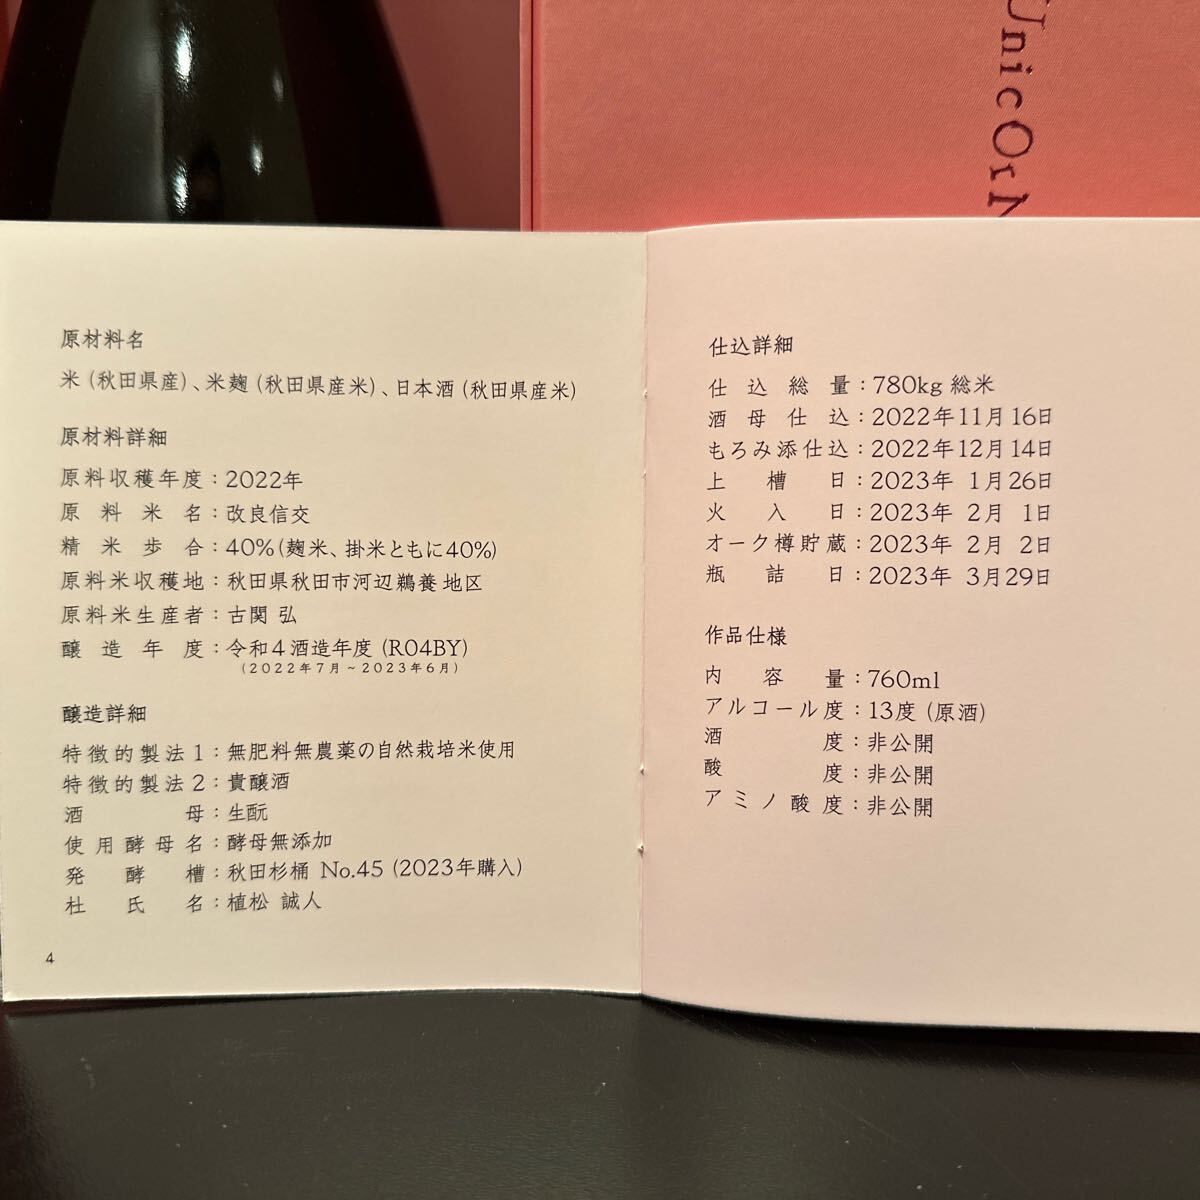 UnicOrN
原材料名
米（秋田県産）、米麹（秋田県産米）、日本酒（秋田県産米）
原材料詳細
原料収穫年度：2022年
原料米名：改良信交
精米歩合：40%（麹米、掛米ともに40%）
原料米収穫地：秋田県秋田市河辺鵜養地区
原料米生産者：古関 弘
醸造年度：令和4酒造年度（R04BY）
（2022年7月～2023年6月）
醸造詳細
特徴的製法1：無肥料無農薬の自然栽培米使用
特徴的製法2：貴醸酒
酒母：生酛
使用酵母名：酵母無添加
発酵槽：秋田杉桶 No.45（2023年購入）
杜氏名：植松 誠人
4
仕込詳細
仕込総量：780kg 総米
酒母仕込：2022年11月16日
もろみ添仕込：2022年12月14日
上槽日：2023年 1月26日
火入日：2023年 2月 1日
オーク樽貯蔵：2023年 2月 2日
瓶詰日：2023年 3月29日
作品仕様
内容量：760ml
アルコール度：13度（原酒）
酒度：非公開
酸度：非公開
アミノ酸度：非公開